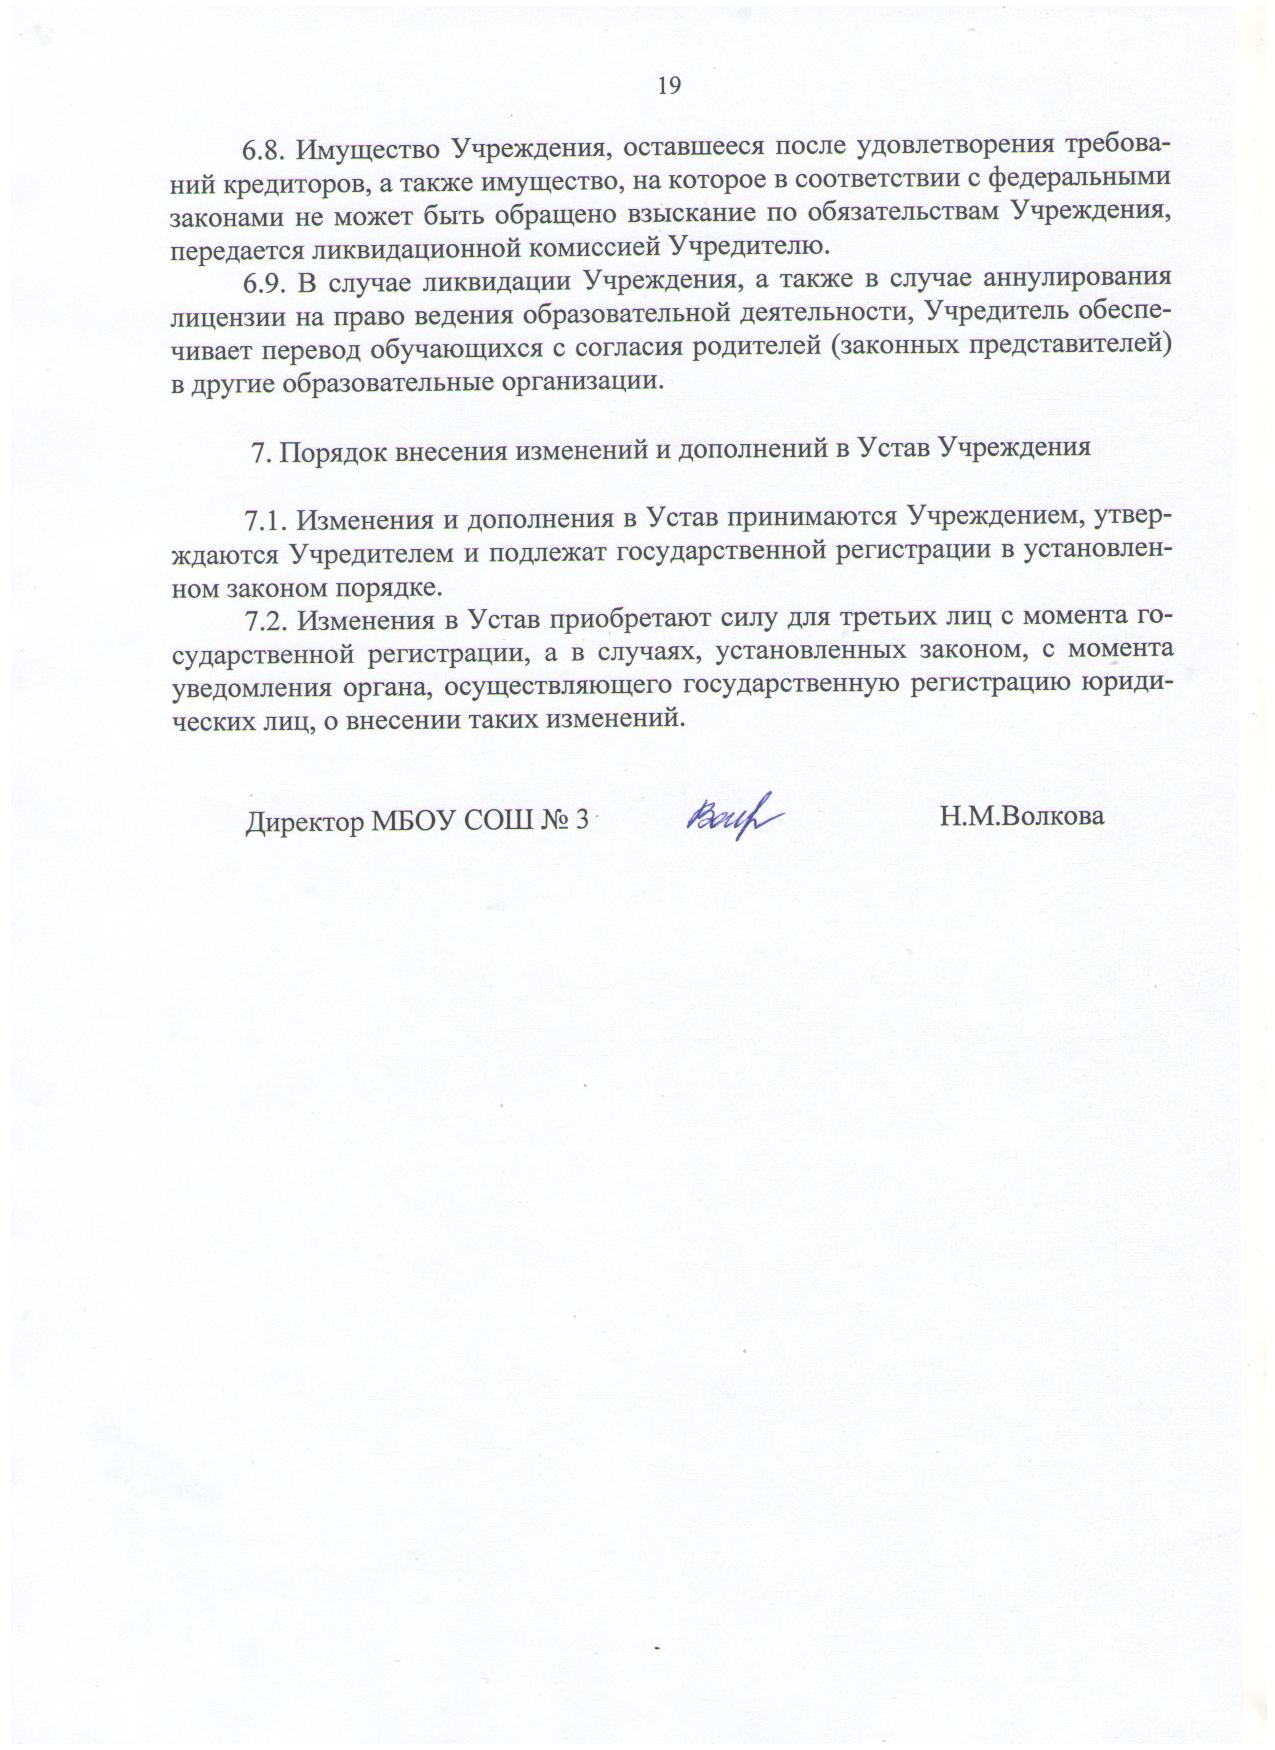 19
6.8. Имущество Учреждения, оставшееся после удовлетворения требова-
ний кредиторов, а также имущество, на которое в соответствии с федеральными
законами не может быть обращено взыскание по обязательствам Учреждения,
передается ликвидационной комиссией Учредителю.
6.9. В случае ликвидации Учреждения, а также в случае аннулирования
лицензии на право ведения образовательной деятельности, Учредитель обеспе-
чивает перевод обучающихся с согласия родителей (законных представителей)
в другие образовательные организации.
7. Порядок внесения изменений и дополнений в Устав Учреждения
7.1. Изменения и дополнения в Устав принимаются Учреждением, утвер-
ждаются Учредителем и подлежат государственной регистрации в установлен-
ном законом порядке.
7.2. Изменения в Устав приобретают силу для третьих лиц с момента го-
сударственной регистрации, а в случаях, установленных законом, с момента
уведомления органа, осуществляющего государственную регистрацию юриди-
ческих лиц, о внесении таких изменений.
Директор МБОУ СОШ № 3 Н.М.Волкова